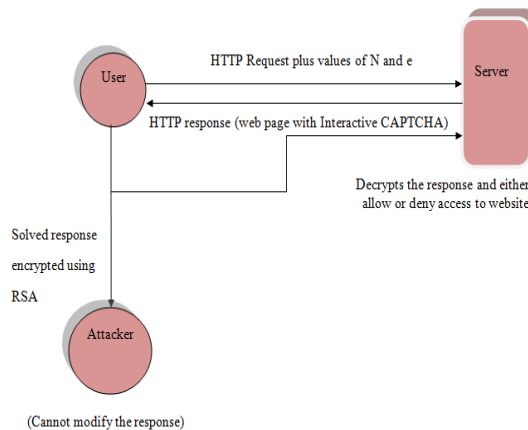 HTTP Request plus values of N and e
User
Server
HTTP response (web page with Interactive CAPTCHA)
Decrypts the response and either
allow or deny access to website
Solved response
encrypted using
RSA
Attacker
(Cannot modify the response)